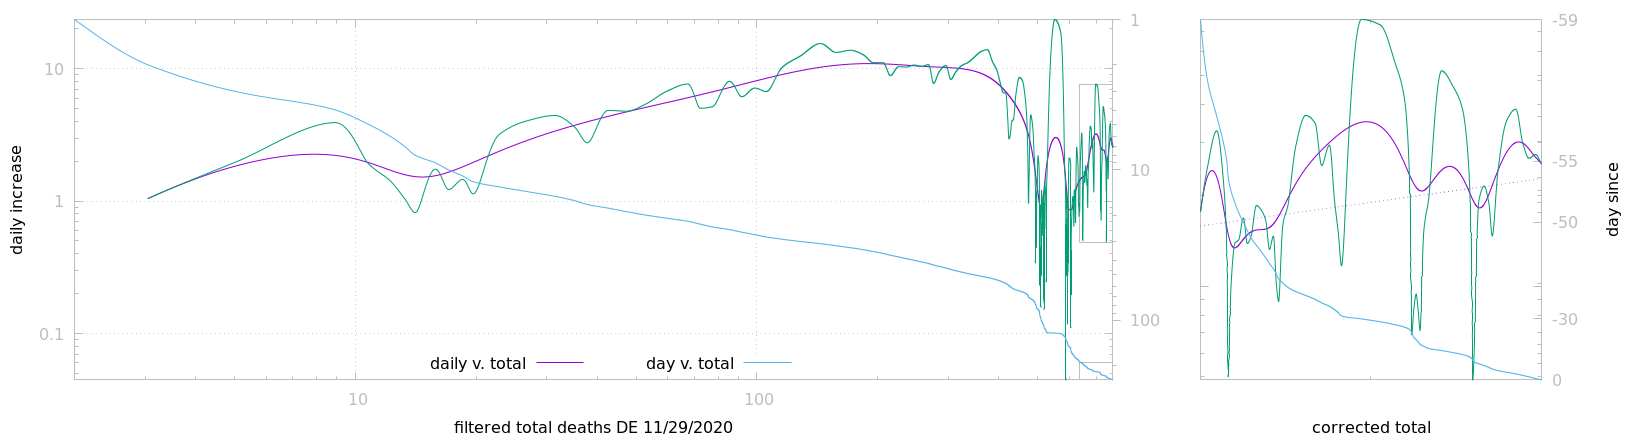 daily increase
10
1
0.1
10
100
1
10
100
daily v. total
day v. total
filtered total deaths DE 11/29/2020
-59
-55
-50
-30
0
day since
corrected total